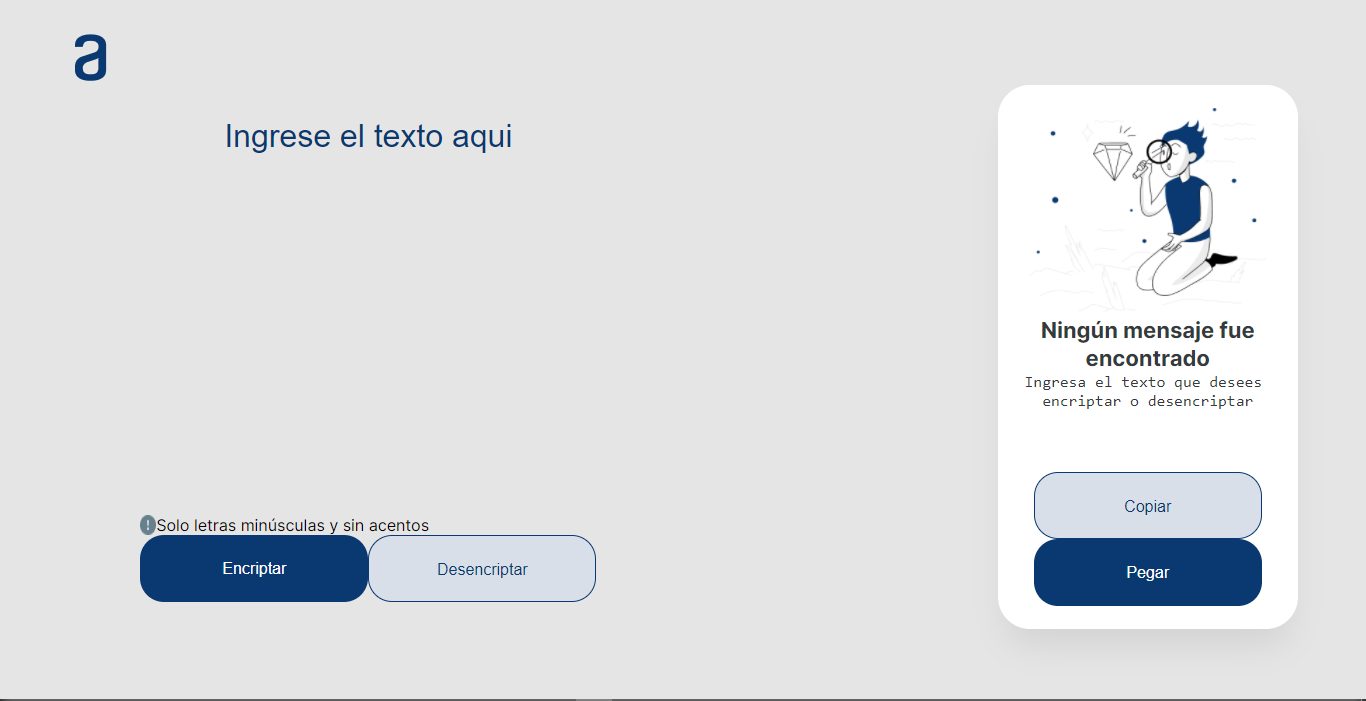 a
Ingrese el texto aqui
Solo letras minúsculas y sin acentos
Encriptar
Desencriptar
Ningún mensaje fue
encontrado
Ingresa el texto que desees
encriptar o desencriptar
Copiar
Pegar